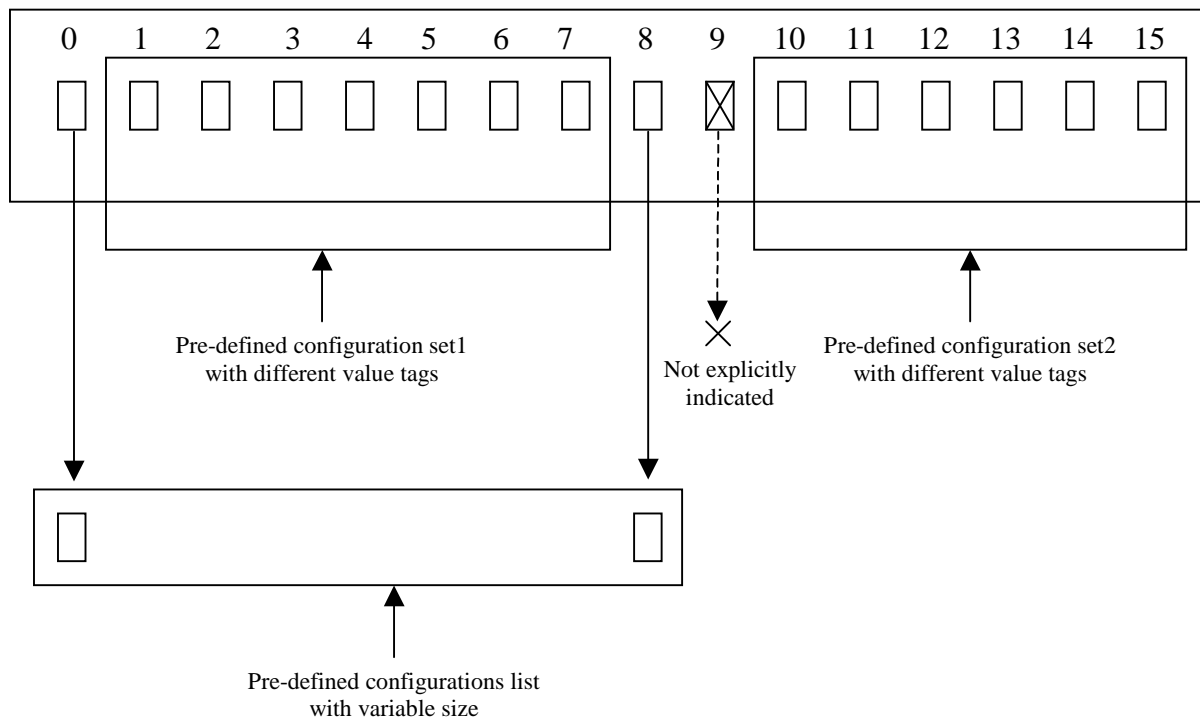 0 1 2 3 4 5 6 7 8 9 10 11 12 13 14 15
Pre-defined configuration set1
with different value tags
Not explicitly
indicated
Pre-defined configuration set2
with different value tags
Pre-defined configurations list
with variable size